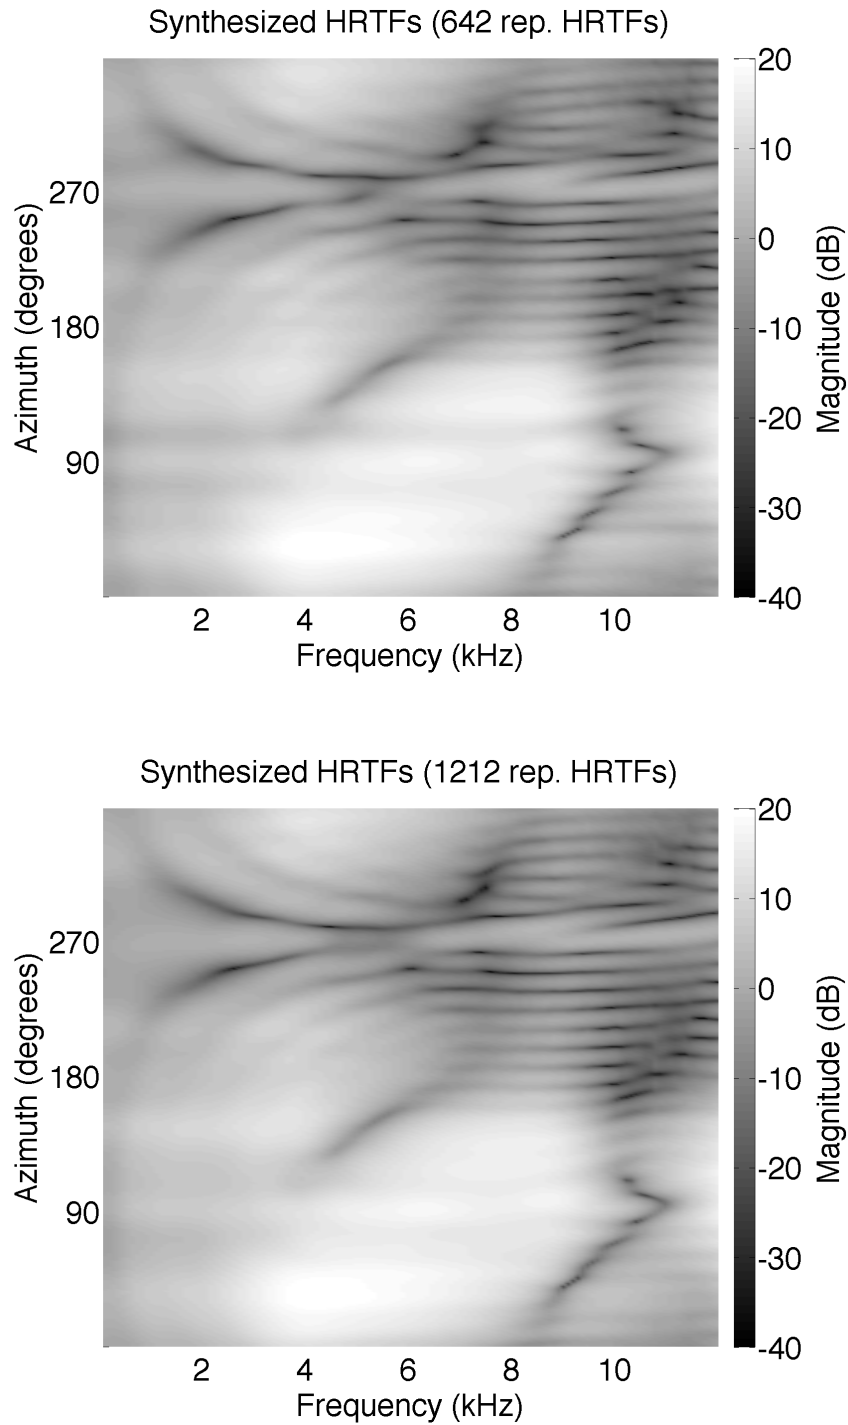 Synthesized HRTFs (642 rep. HRTFs)
20
10
0
-10
-20
-30
-40
Magnitude (dB)
270
180
90
Azimuth (degrees)
2 4 6 8 10
Frequency (kHz)
Synthesized HRTFs (1212 rep. HRTFs)
20
10
0
-10
-20
-30
-40
Magnitude (dB)
270
180
90
Azimuth (degrees)
2 4 6 8 10
Frequency (kHz)